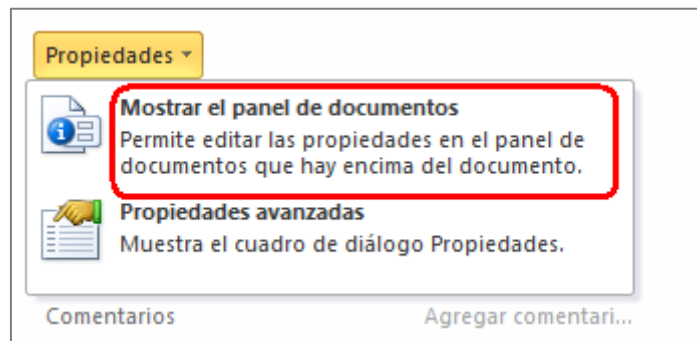 Propiedades
Mostrar el panel de documentos
Permite editar las propiedades en el panel de
documentos que hay encima del documento.
Propiedades avanzadas
Muestra el cuadro de diálogo Propiedades.
Comentarios Agregar comentari...